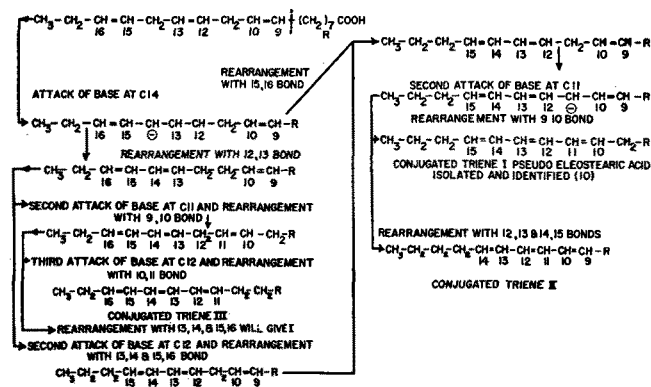 CH3-CH2-CH=CH-CH2-CH=CH-CH2-CH=CH-(CH2)7 COOH
16 15 13 12 10 9 R
ATTACK OF BASE AT C14
REARRANGEMENT
WITH 15,16 BOND
CH3-CH2-CH=CH-CH-CH=CH-CH2-CH=CH-R
16 15 ⊖ 13 12 10 9
REARRANGEMENT WITH 12,13 BOND
CH3-CH2-CH=CH-CH=CH-CH2-CH2-CH=CH-R
16 15 14 13 10 9
SECOND ATTACK OF BASE AT C11 AND REARRANGEMENT
WITH 9,10 BOND
CH3-CH2-CH=CH-CH=CH-CH2-CH=CH-CH2-R
16 15 14 13 12 11 10
THIRD ATTACK OF BASE AT C12 AND REARRANGEMENT
WITH 10,11 BOND
CH3-CH2-CH=CH-CH=CH-CH=CH-CH2-CH2-R
16 15 14 13 12 11
CONJUGATED TRIENE III
REARRANGEMENT WITH 13,14, & 15,16 WILL GIVE I
SECOND ATTACK OF BASE AT C12 AND REARRANGEMENT
WITH 13,14 & 15,16 BOND
CH3-CH2-CH2-CH=CH-CH=CH-CH2-CH=CH-R
15 14 13 12 10 9
CH3-CH2-CH2-CH=CH-CH=CH-CH2-CH=CH-R
15 14 13 12 10 9
SECOND ATTACK OF BASE AT C11
CH3-CH2-CH2-CH=CH-CH=CH-CH-CH=CH-R
15 14 13 12 ⊖ 10 9
REARRANGEMENT WITH 9 10 BOND
CH3-CH2-CH2-CH=CH-CH=CH-CH=CH-CH2-R
15 14 13 12 11 10 9
CONJUGATED TRIENE I PSEUDO ELEOSTEARIC ACID
ISOLATED AND IDENTIFIED (10)
REARRANGEMENT WITH 12,13 & 14,15 BONDS
CH3-CH2-CH2-CH2-CH=CH-CH=CH-CH=CH-R
14 13 12 11 10 9
CONJUGATED TRIENE II